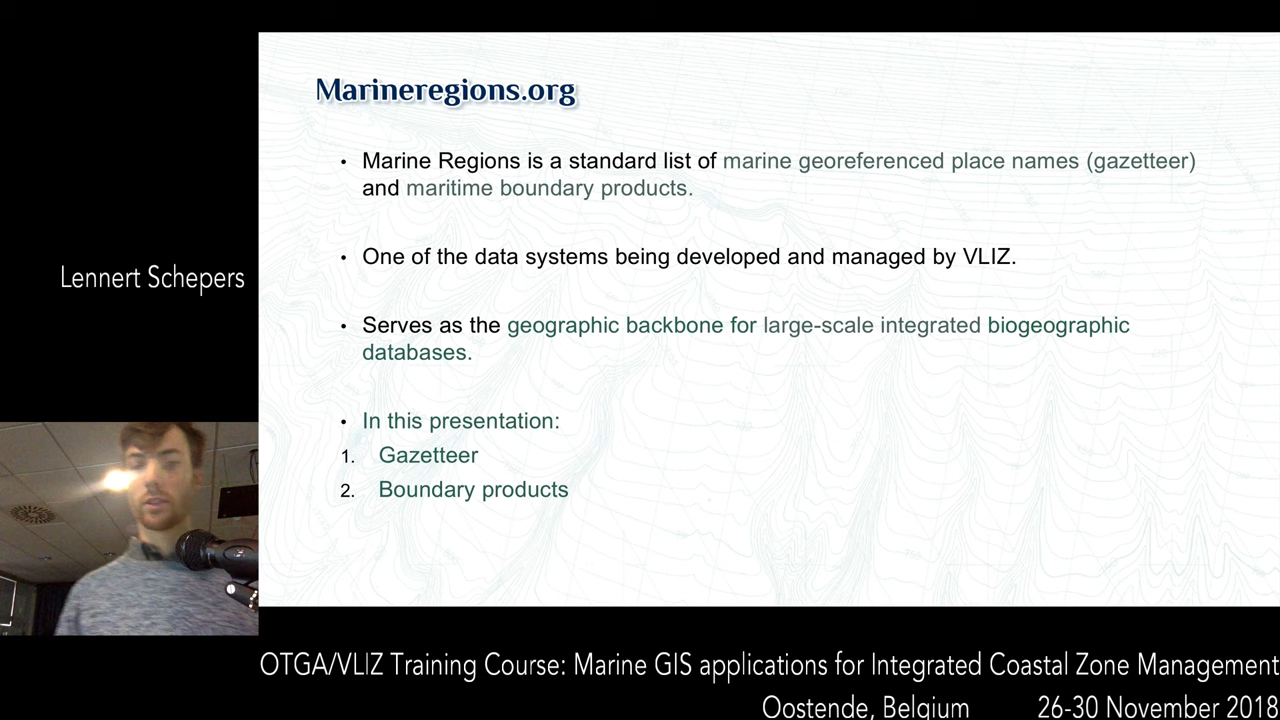 Marineregions.org
• Marine Regions is a standard list of marine georeferenced place names (gazetteer)
and maritime boundary products.
• One of the data systems being developed and managed by VLIZ.
• Serves as the geographic backbone for large-scale integrated biogeographic
databases.
• In this presentation:
1. Gazetteer
2. Boundary products
Lennert Schepers
OTGA/VLIZ Training Course: Marine GIS applications for Integrated Coastal Zone Management
Oostende, Belgium 26-30 November 2018